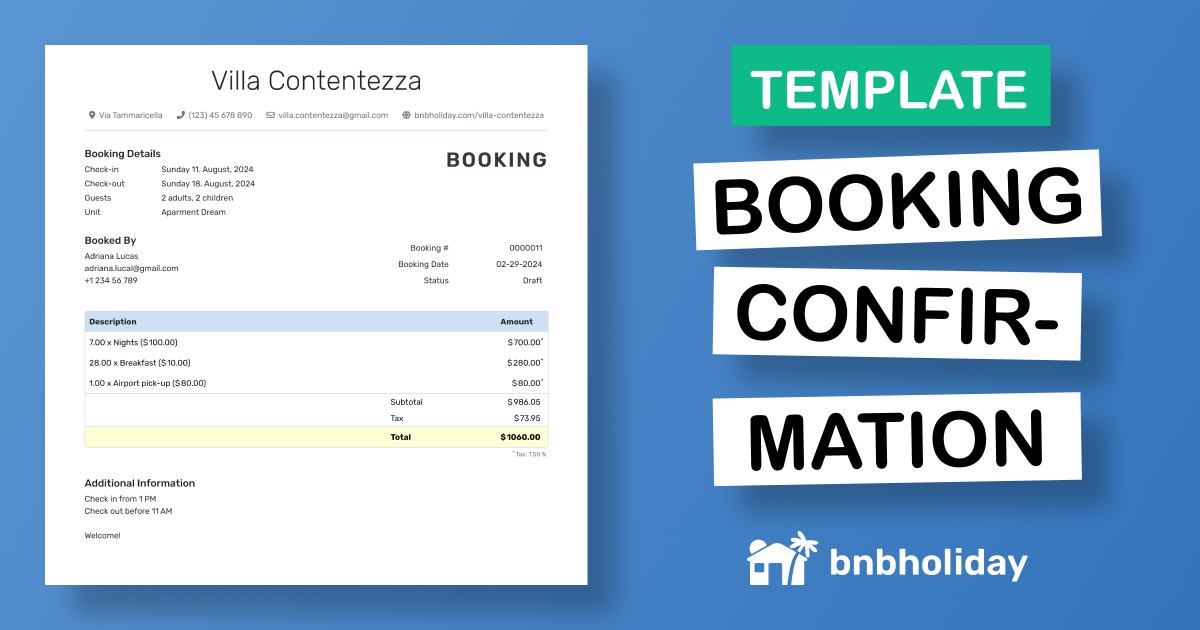 Villa Contentezza
Via Tammaricella (123) 45 678 890 villa.contentezza@gmail.com bnbholiday.com/villa-contentezza
BOOKING
Booking Details
Check-in Sunday 11. August, 2024
Check-out Sunday 18. August, 2024
Guests 2 adults, 2 children
Unit Aparment Dream
Booked By
Adriana Lucas
adriana.lucal@gmail.com
+1 234 56 789
Booking # 0000011
Booking Date 02-29-2024
Status Draft
Description Amount
7.00 x Nights ($100.00) $700.00*
28.00 x Breakfast ($10.00) $280.00*
1.00 x Airport pick-up ($80.00) $80.00*
Subtotal $986.05
Tax $73.95
Total $1060.00
* Tax: 7.50 %
Additional Information
Check in from 1 PM
Check out before 11 AM
Welcome!
TEMPLATE
BOOKING
CONFIR-
MATION
bnbholiday